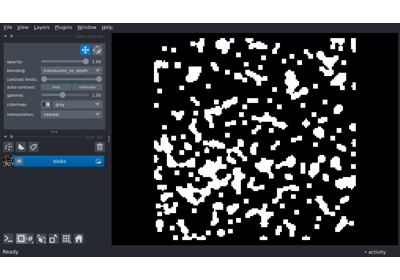 File View Layers Plugins Window Help
opacity: 1.00
blending: translucent_no_depth
contrast limits:
auto-contrast: once continuous
gamma: 1.00
colormap: gray
interpolation: nearest
blobs
Ready
activity